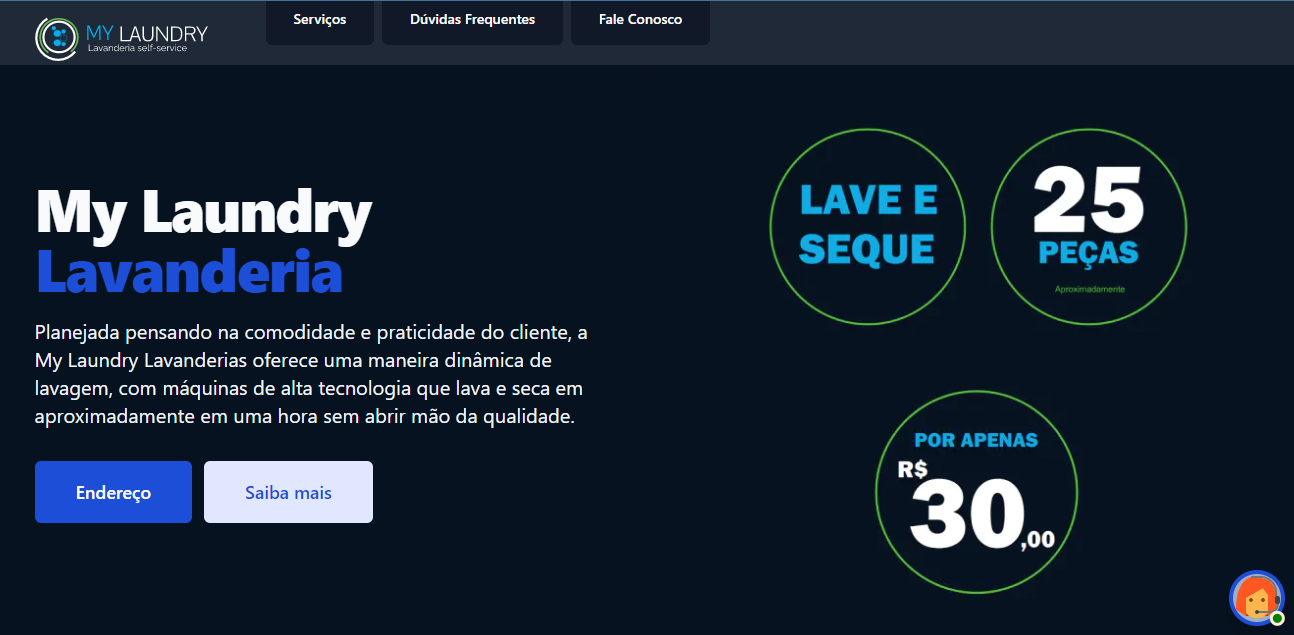 MY LAUNDRY
Lavanderia self-service
Serviços
Dúvidas Frequentes
Fale Conosco
My Laundry
Lavanderia
Planejada pensando na comodidade e praticidade do cliente, a
My Laundry Lavanderias oferece uma maneira dinâmica de
lavagem, com máquinas de alta tecnologia que lava e seca em
aproximadamente em uma hora sem abrir mão da qualidade.
Endereço
Saiba mais
LAVE E
SEQUE
25
PEÇAS
Aproximadamente
POR APENAS
R$
30,00